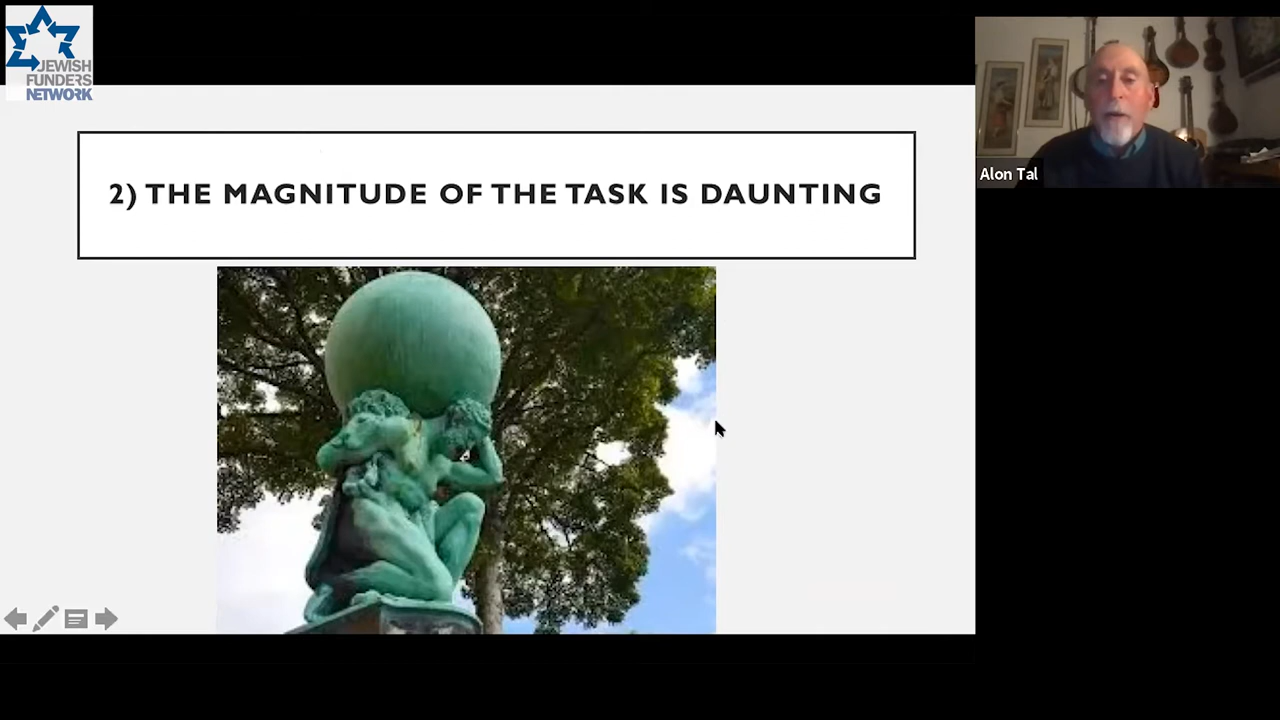 JEWISH
FUNDERS
NETWORK
2) THE MAGNITUDE OF THE TASK IS DAUNTING
Alon Tal